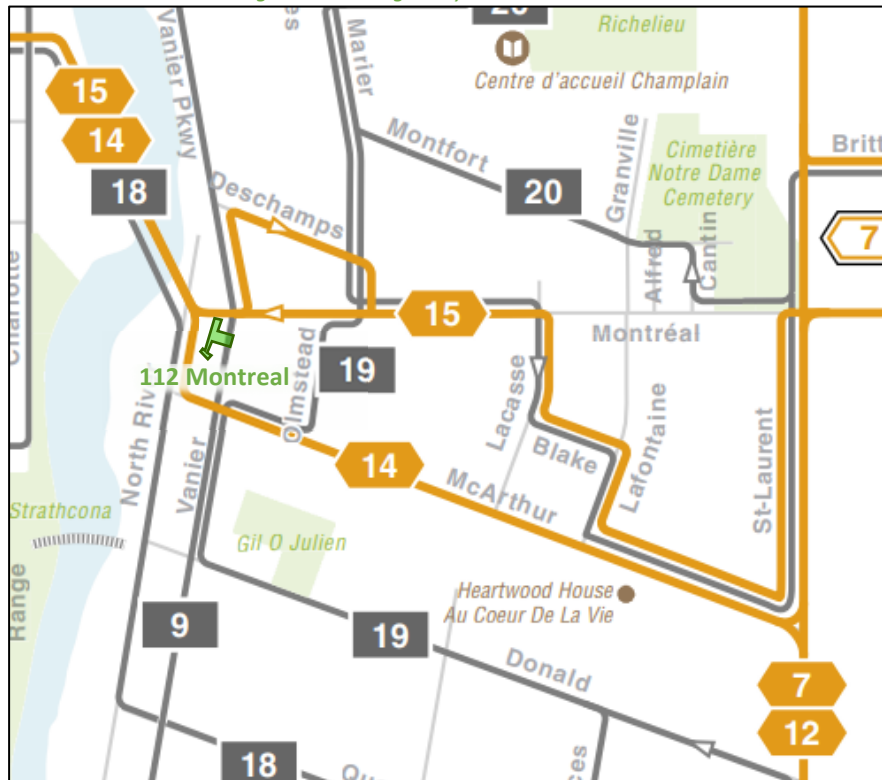 Vanier Pkwy
Marier
20
Richelieu
Centre d'accueil Champlain
15
14
18
Deschamps
Montfort
20
Granville
Cimetière
Notre Dame
Cemetery
Alfred
Cantin
Britt
7
Charlotte
15
Montréal
112 Montreal
Olmstead
19
North Riv
Vanier
14
Lacasse
Blake
Lafontaine
McArthur
St-Laurent
Strathcona
Range
Gil O Julien
Heartwood House
Au Coeur De La Vie
9
19
Donald
7
12
18